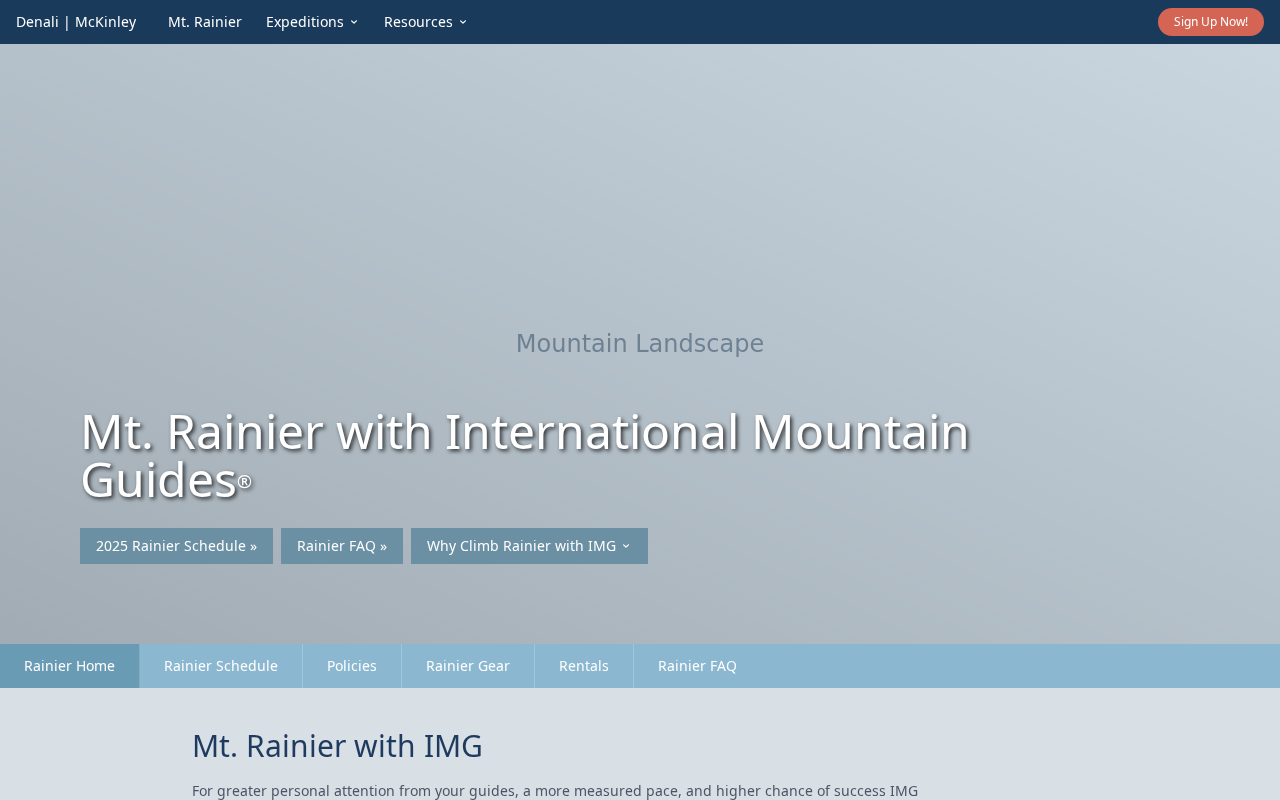 Denali | McKinley Mt. Rainier Expeditions Resources Sign Up Now!
Mountain Landscape
Mt. Rainier with International Mountain
Guides®
2025 Rainier Schedule » Rainier FAQ » Why Climb Rainier with IMG
Rainier Home Rainier Schedule Policies Rainier Gear Rentals Rainier FAQ
Mt. Rainier with IMG
For greater personal attention from your guides, a more measured pace, and higher chance of success IMG